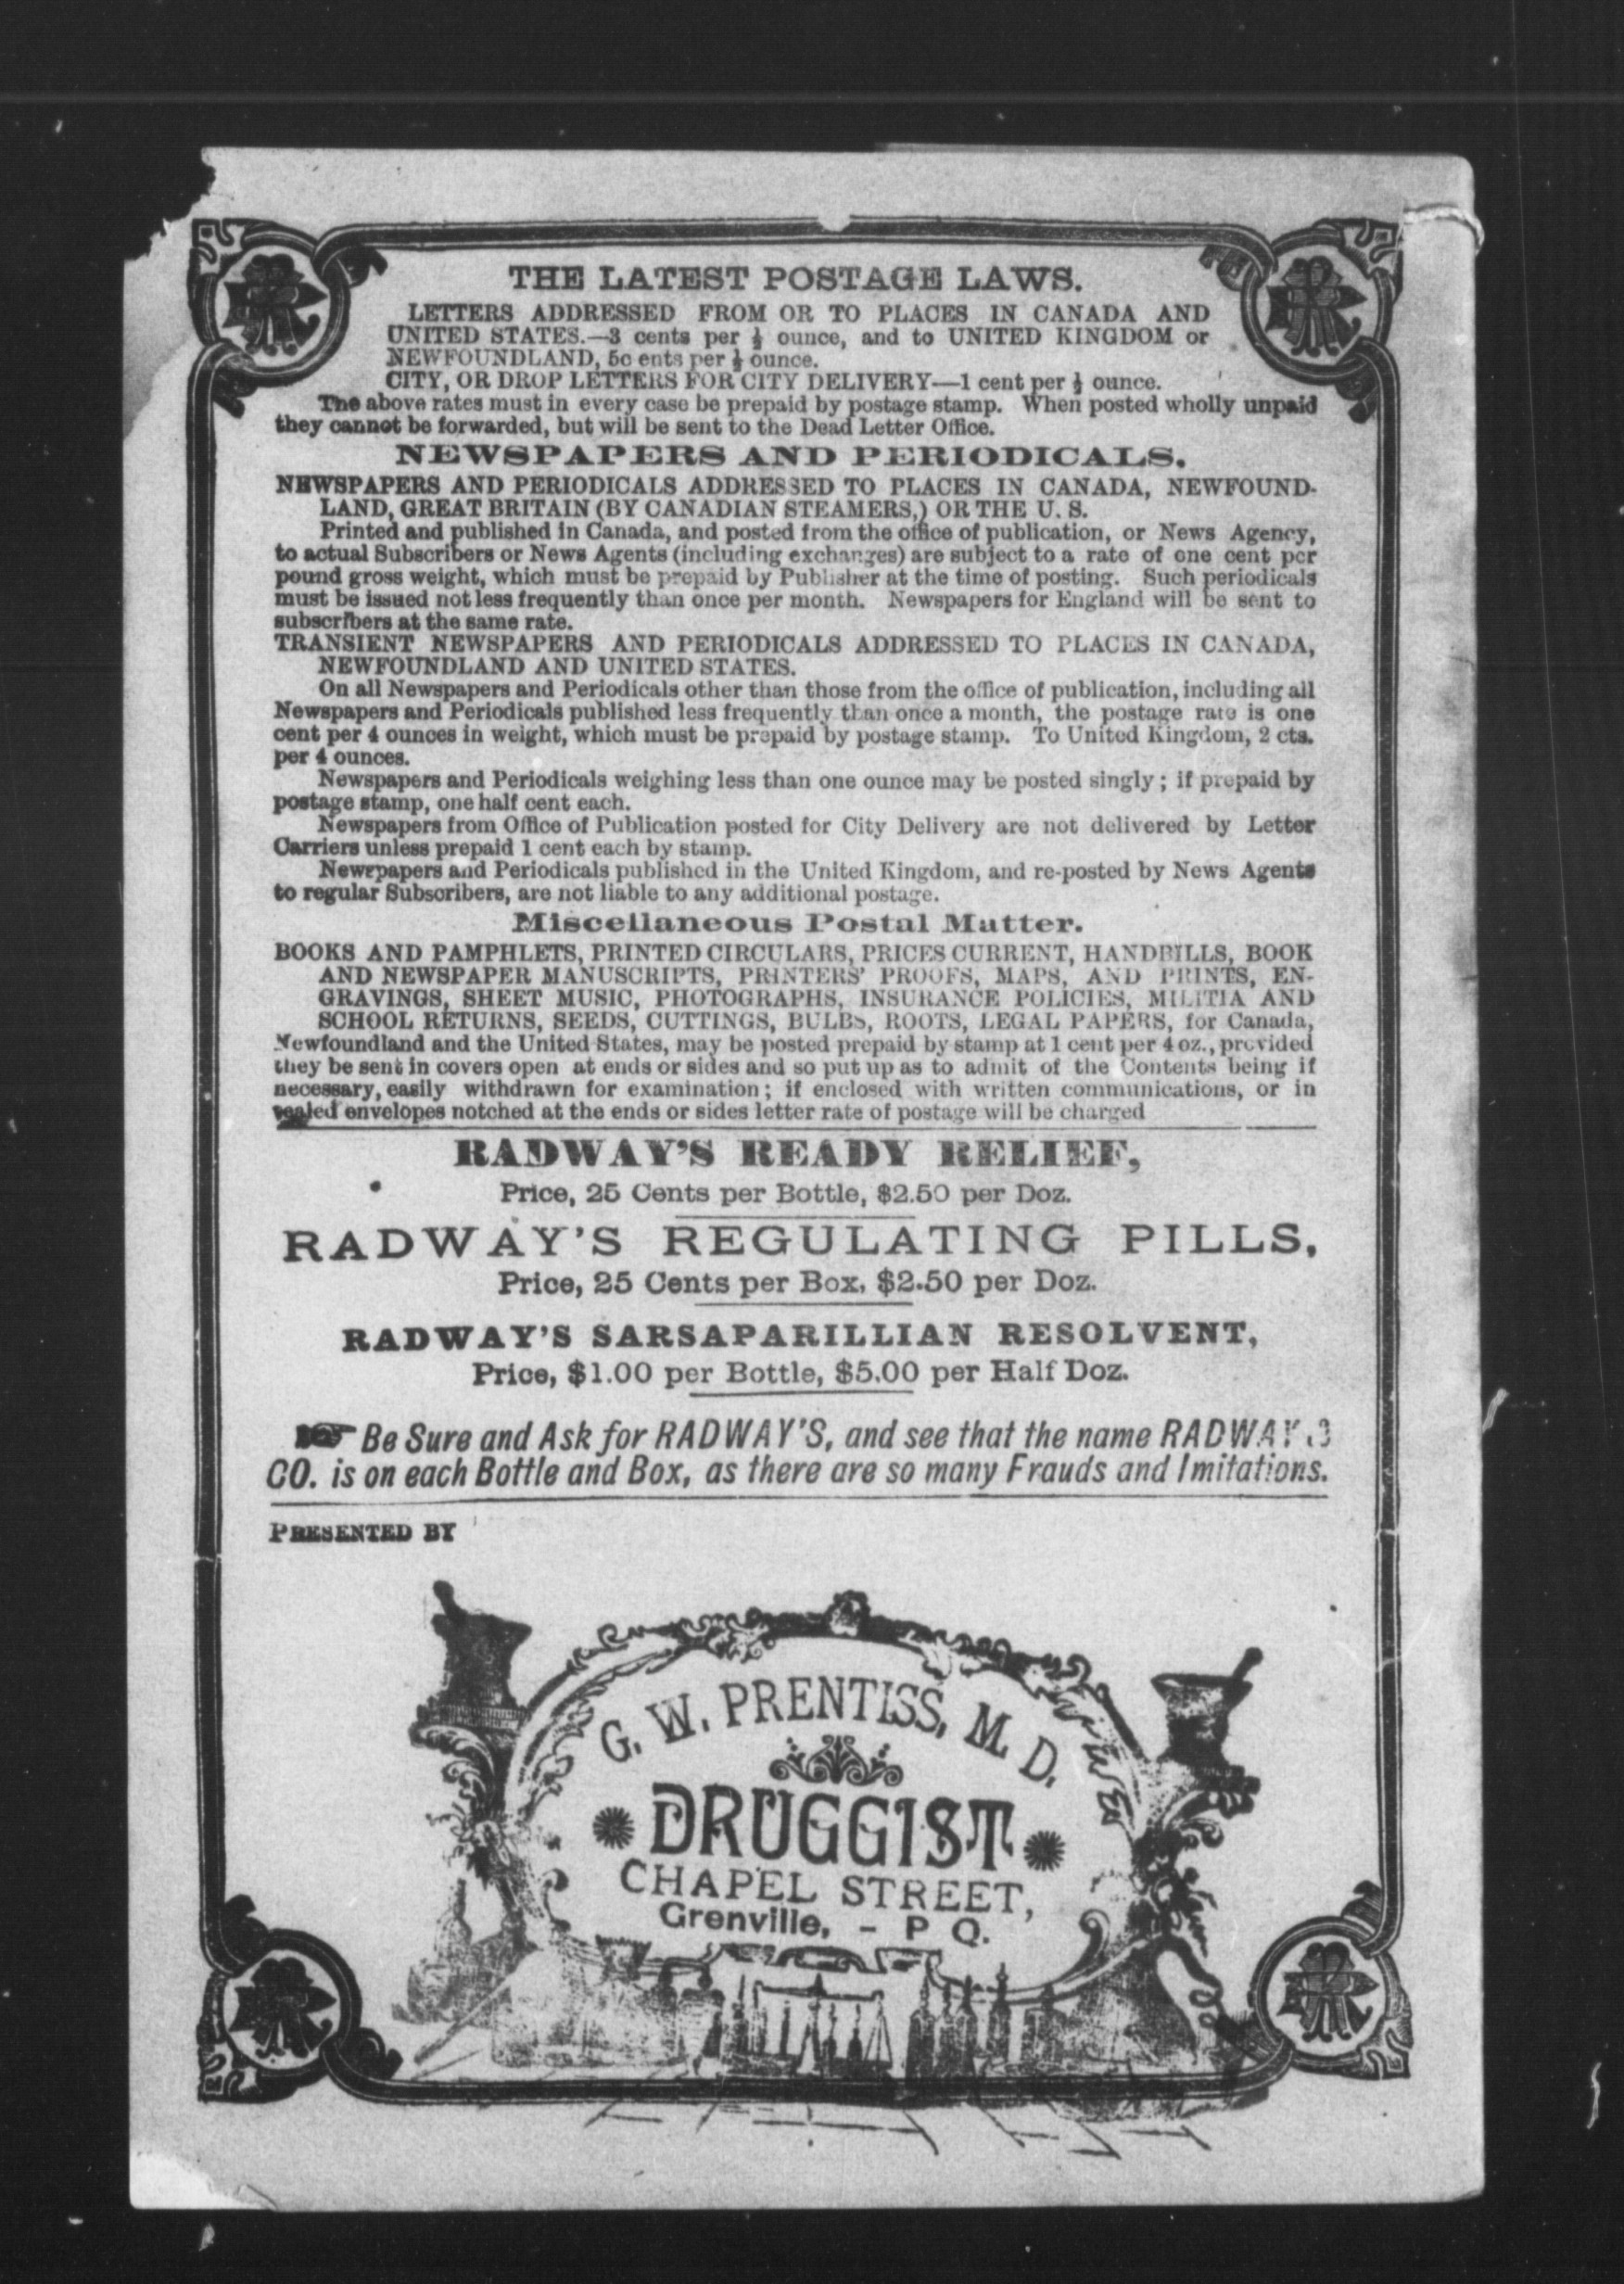 THE LATEST POSTAGE LAWS.
LETTERS ADDRESSED FROM OR TO PLACES IN CANADA AND
UNITED STATES.—3 cents per ½ ounce, and to UNITED KINGDOM or
NEWFOUNDLAND, 5c ents per ½ ounce.
CITY, OR DROP LETTERS FOR CITY DELIVERY—1 cent per ½ ounce.
The above rates must in every case be prepaid by postage stamp. When posted wholly unpaid
they cannot be forwarded, but will be sent to the Dead Letter Office.
NEWSPAPERS AND PERIODICALS.
NEWSPAPERS AND PERIODICALS ADDRESSED TO PLACES IN CANADA, NEWFOUND-
LAND, GREAT BRITAIN (BY CANADIAN STEAMERS,) OR THE U. S.
Printed and published in Canada, and posted from the office of publication, or News Agency,
to actual Subscribers or News Agents (including exchanges) are subject to a rate of one cent per
pound gross weight, which must be prepaid by Publisher at the time of posting. Such periodicals
must be issued not less frequently than once per month. Newspapers for England will be sent to
subscribers at the same rate.
TRANSIENT NEWSPAPERS AND PERIODICALS ADDRESSED TO PLACES IN CANADA,
NEWFOUNDLAND AND UNITED STATES.
On all Newspapers and Periodicals other than those from the office of publication, including all
Newspapers and Periodicals published less frequently than once a month, the postage rate is one
cent per 4 ounces in weight, which must be prepaid by postage stamp. To United Kingdom, 2 cts.
per 4 ounces.
Newspapers and Periodicals weighing less than one ounce may be posted singly; if prepaid by
postage stamp, one half cent each.
Newspapers from Office of Publication posted for City Delivery are not delivered by Letter
Carriers unless prepaid 1 cent each by stamp.
Newrpapers and Periodicals published in the United Kingdom, and re-posted by News Agents
to regular Subscribers, are not liable to any additional postage.
Miscellaneous Postal Matter.
BOOKS AND PAMPHLETS, PRINTED CIRCULARS, PRICES CURRENT, HANDBILLS, BOOK
AND NEWSPAPER MANUSCRIPTS, PRINTERS' PROOFS, MAPS, AND PRINTS, EN-
GRAVINGS, SHEET MUSIC, PHOTOGRAPHS, INSURANCE POLICIES, MILITIA AND
SCHOOL RETURNS, SEEDS, CUTTINGS, BULBS, ROOTS, LEGAL PAPERS, for Canada,
Newfoundland and the United States, may be posted prepaid by stamp at 1 cent per 4 oz., provided
they be sent in covers open at ends or sides and so put up as to admit of the Contents being if
necessary, easily withdrawn for examination; if enclosed with written communications, or in
sealed envelopes notched at the ends or sides letter rate of postage will be charged
RADWAY'S READY RELIEF,
Price, 25 Cents per Bottle, $2.50 per Doz.
RADWAY'S REGULATING PILLS,
Price, 25 Cents per Box, $2.50 per Doz.
RADWAY'S SARSAPARILLIAN RESOLVENT,
Price, $1.00 per Bottle, $5.00 per Half Doz.
☞ Be Sure and Ask for RADWAY'S, and see that the name RADWAY &
CO. is on each Bottle and Box, as there are so many Frauds and Imitations.
PRESENTED BY
G. W. PRENTISS, M. D.
DRUGGIST
CHAPEL STREET,
Grenville, - P Q.